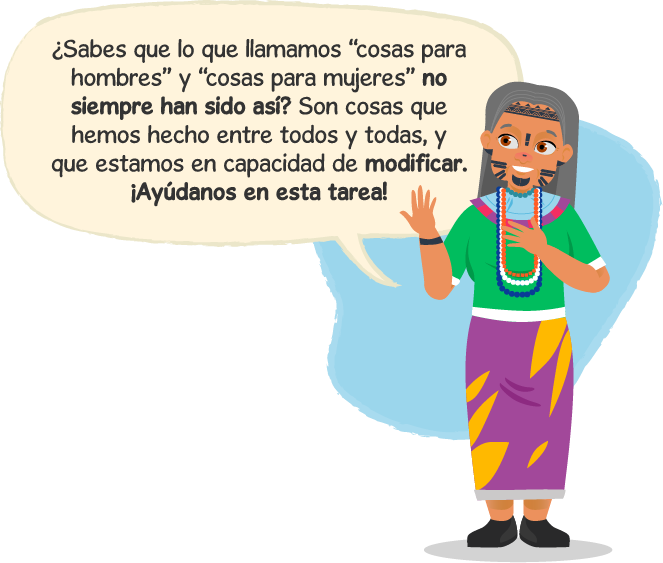 ¿Sabes que lo que llamamos “cosas para
hombres” y “cosas para mujeres” no
siempre han sido así? Son cosas que
hemos hecho entre todos y todas, y
que estamos en capacidad de modificar.
¡Ayúdanos en esta tarea!